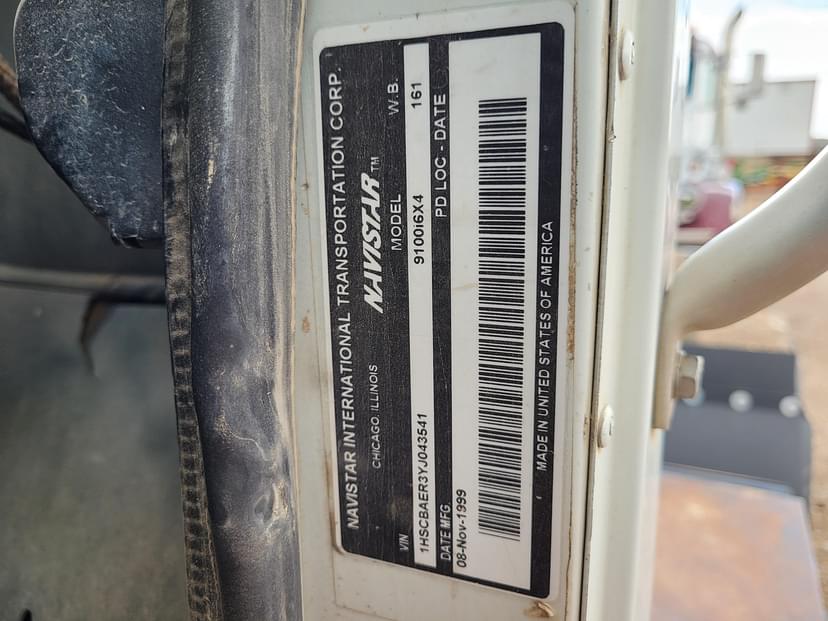 NAVISTAR INTERNATIONAL TRANSPORTATION CORP.
CHICAGO, ILLINOIS NAVISTAR™
VIN MODEL W.B.
1HSCBAER3YJ043541 9100i6X4 161
DATE MFG. PD LOC - DATE
08-Nov-1999
MADE IN UNITED STATES OF AMERICA